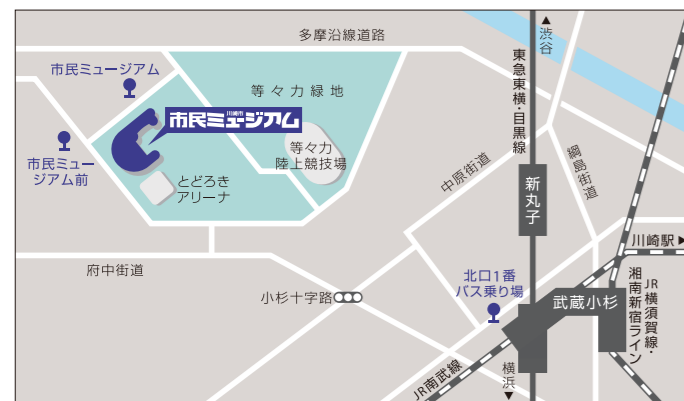 多摩沿線道路
▲
渋谷
東急東横・目黒線
市民ミュージアム
等々力緑地
川崎市
市民ミュージアム
市民ミュー
ジアム前
等々力
陸上競技場
とどろき
アリーナ
中原街道
綱島街道
新丸子
川崎駅▶
府中街道
小杉十字路
北口1番
バス乗り場
武蔵小杉
JR横須賀線・
湘南新宿ライン
JR南武線
横浜
▼